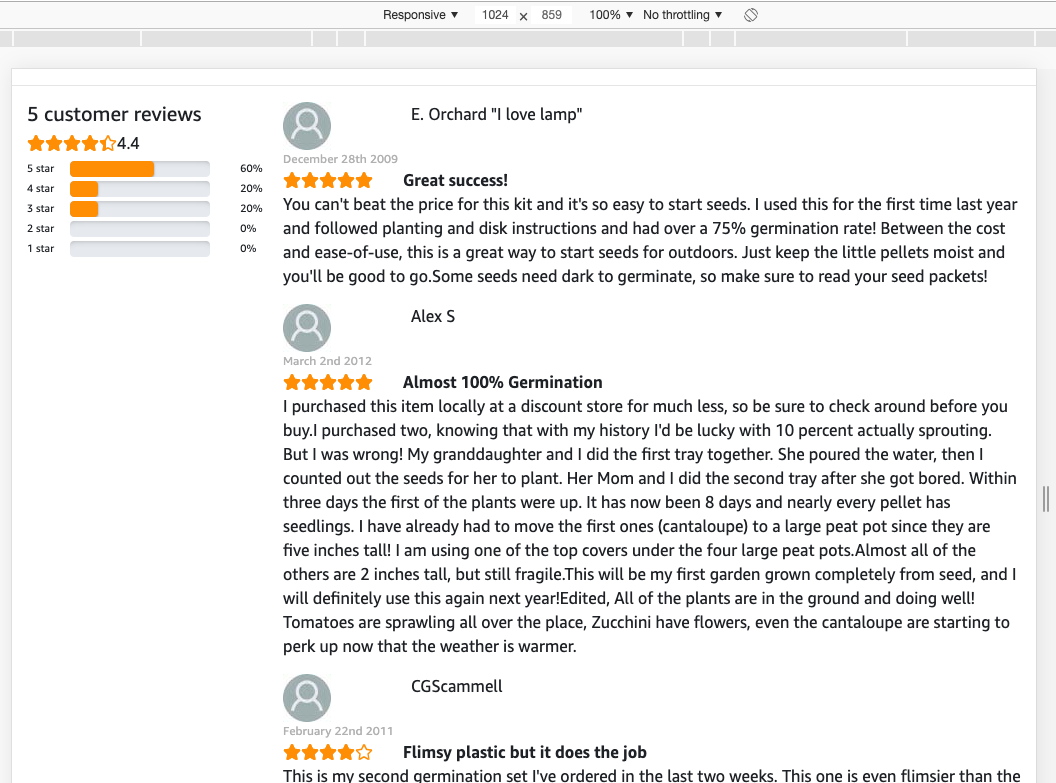 Responsive ▼ 1024 x 859 100% ▼ No throttling ▼
5 customer reviews
4.4
5 star 60%
4 star 20%
3 star 20%
2 star 0%
1 star 0%
E. Orchard "I love lamp"
December 28th 2009
Great success!
You can't beat the price for this kit and it's so easy to start seeds. I used this for the first time last year
and followed planting and disk instructions and had over a 75% germination rate! Between the cost
and ease-of-use, this is a great way to start seeds for outdoors. Just keep the little pellets moist and
you'll be good to go.Some seeds need dark to germinate, so make sure to read your seed packets!
Alex S
March 2nd 2012
Almost 100% Germination
I purchased this item locally at a discount store for much less, so be sure to check around before you
buy.I purchased two, knowing that with my history I'd be lucky with 10 percent actually sprouting.
But I was wrong! My granddaughter and I did the first tray together. She poured the water, then I
counted out the seeds for her to plant. Her Mom and I did the second tray after she got bored. Within
three days the first of the plants were up. It has now been 8 days and nearly every pellet has
seedlings. I have already had to move the first ones (cantaloupe) to a large peat pot since they are
five inches tall! I am using one of the top covers under the four large peat pots.Almost all of the
others are 2 inches tall, but still fragile.This will be my first garden grown completely from seed, and I
will definitely use this again next year!Edited, All of the plants are in the ground and doing well!
Tomatoes are sprawling all over the place, Zucchini have flowers, even the cantaloupe are starting to
perk up now that the weather is warmer.
CGScammell
February 22nd 2011
Flimsy plastic but it does the job
This is my second germination set I've ordered in the last two weeks. This one is even flimsier than the